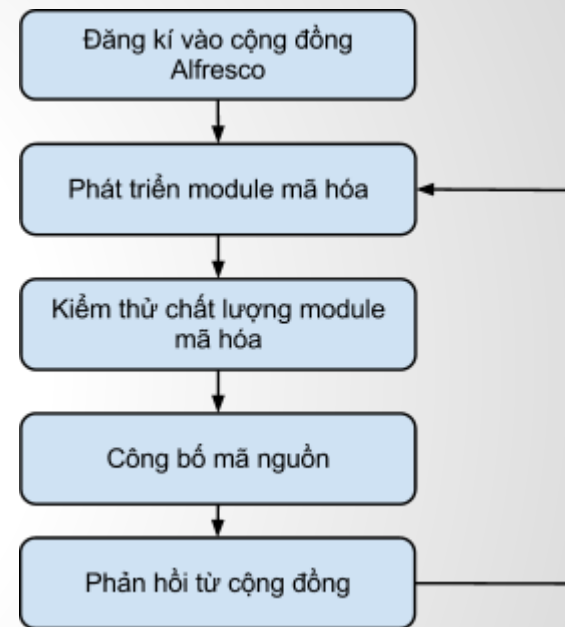 Đăng kí vào cộng đồng
Alfresco
Phát triển module mã hóa
Kiểm thử chất lượng module
mã hóa
Công bố mã nguồn
Phản hồi từ cộng đồng